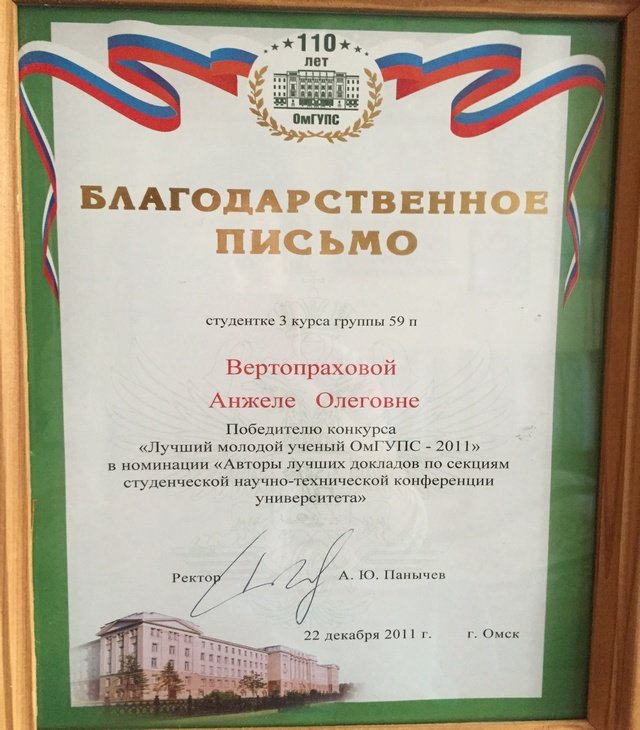 110
лет
ОмГУПС
БЛАГОДАРСТВЕННОЕ
ПИСЬМО
студентке 3 курса группы 59 п
Вертопраховой
Анжеле Олеговне
Победителю конкурса
«Лучший молодой ученый ОмГУПС - 2011»
в номинации «Авторы лучших докладов по секциям
студенческой научно-технической конференции
университета»
Ректор А. Ю. Панычев
22 декабря 2011 г. г. Омск